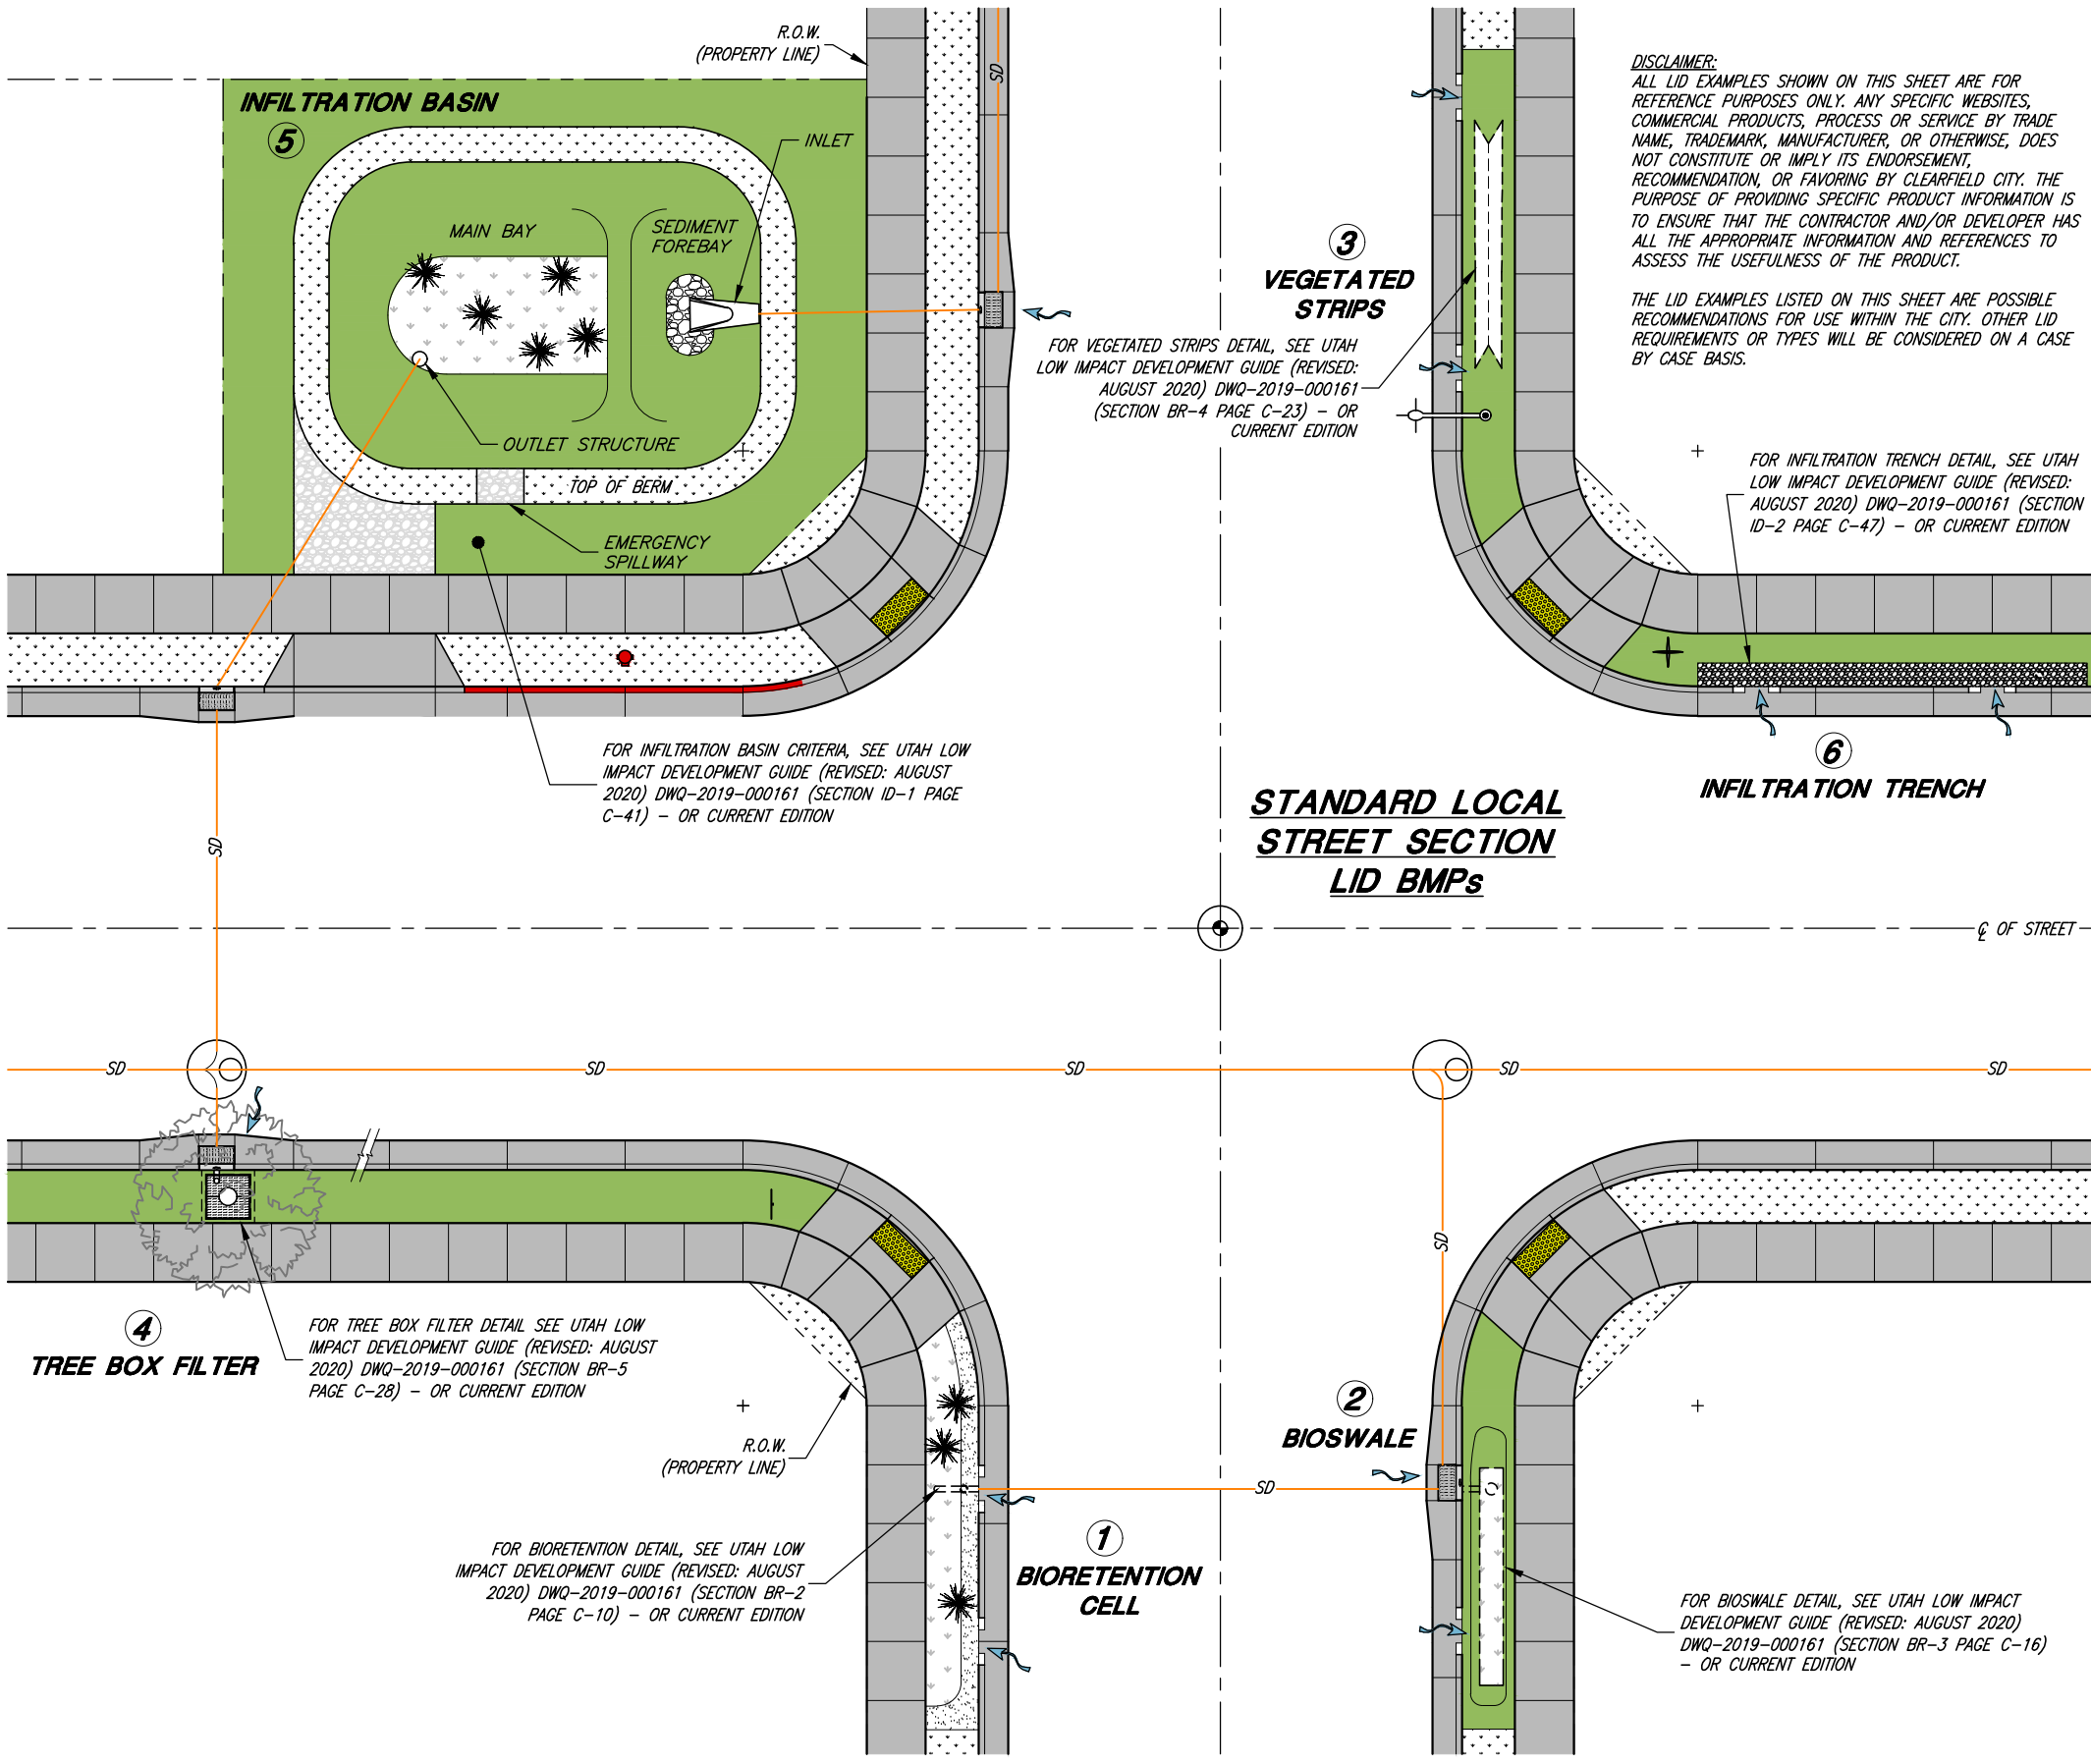 R.O.W.
(PROPERTY LINE)
SD
INFILTRATION BASIN
5
INLET
MAIN BAY
SEDIMENT
FOREBAY
OUTLET STRUCTURE
TOP OF BERM
EMERGENCY
SPILLWAY
FOR INFILTRATION BASIN CRITERIA, SEE UTAH LOW
IMPACT DEVELOPMENT GUIDE (REVISED: AUGUST
2020) DWQ-2019-000161 (SECTION ID-1 PAGE
C-41) - OR CURRENT EDITION
SD
3
VEGETATED
STRIPS
FOR VEGETATED STRIPS DETAIL, SEE UTAH
LOW IMPACT DEVELOPMENT GUIDE (REVISED:
AUGUST 2020) DWQ-2019-000161
(SECTION BR-4 PAGE C-23) - OR
CURRENT EDITION
DISCLAIMER:
ALL LID EXAMPLES SHOWN ON THIS SHEET ARE FOR
REFERENCE PURPOSES ONLY. ANY SPECIFIC WEBSITES,
COMMERCIAL PRODUCTS, PROCESS OR SERVICE BY TRADE
NAME, TRADEMARK, MANUFACTURER, OR OTHERWISE, DOES
NOT CONSTITUTE OR IMPLY ITS ENDORSEMENT,
RECOMMENDATION, OR FAVORING BY CLEARFIELD CITY. THE
PURPOSE OF PROVIDING SPECIFIC PRODUCT INFORMATION IS
TO ENSURE THAT THE CONTRACTOR AND/OR DEVELOPER HAS
ALL THE APPROPRIATE INFORMATION AND REFERENCES TO
ASSESS THE USEFULNESS OF THE PRODUCT.
THE LID EXAMPLES LISTED ON THIS SHEET ARE POSSIBLE
RECOMMENDATIONS FOR USE WITHIN THE CITY. OTHER LID
REQUIREMENTS OR TYPES WILL BE CONSIDERED ON A CASE
BY CASE BASIS.
FOR INFILTRATION TRENCH DETAIL, SEE UTAH
LOW IMPACT DEVELOPMENT GUIDE (REVISED:
AUGUST 2020) DWQ-2019-000161 (SECTION
ID-2 PAGE C-47) - OR CURRENT EDITION
6
INFILTRATION TRENCH
STANDARD LOCAL
STREET SECTION
LID BMPs
℄ OF STREET
SD
SD
SD
SD
SD
4
TREE BOX FILTER
FOR TREE BOX FILTER DETAIL SEE UTAH LOW
IMPACT DEVELOPMENT GUIDE (REVISED: AUGUST
2020) DWQ-2019-000161 (SECTION BR-5
PAGE C-28) - OR CURRENT EDITION
R.O.W.
(PROPERTY LINE)
FOR BIORETENTION DETAIL, SEE UTAH LOW
IMPACT DEVELOPMENT GUIDE (REVISED: AUGUST
2020) DWQ-2019-000161 (SECTION BR-2
PAGE C-10) - OR CURRENT EDITION
1
BIORETENTION
CELL
SD
SD
2
BIOSWALE
FOR BIOSWALE DETAIL, SEE UTAH LOW IMPACT
DEVELOPMENT GUIDE (REVISED: AUGUST 2020)
DWQ-2019-000161 (SECTION BR-3 PAGE C-16)
- OR CURRENT EDITION